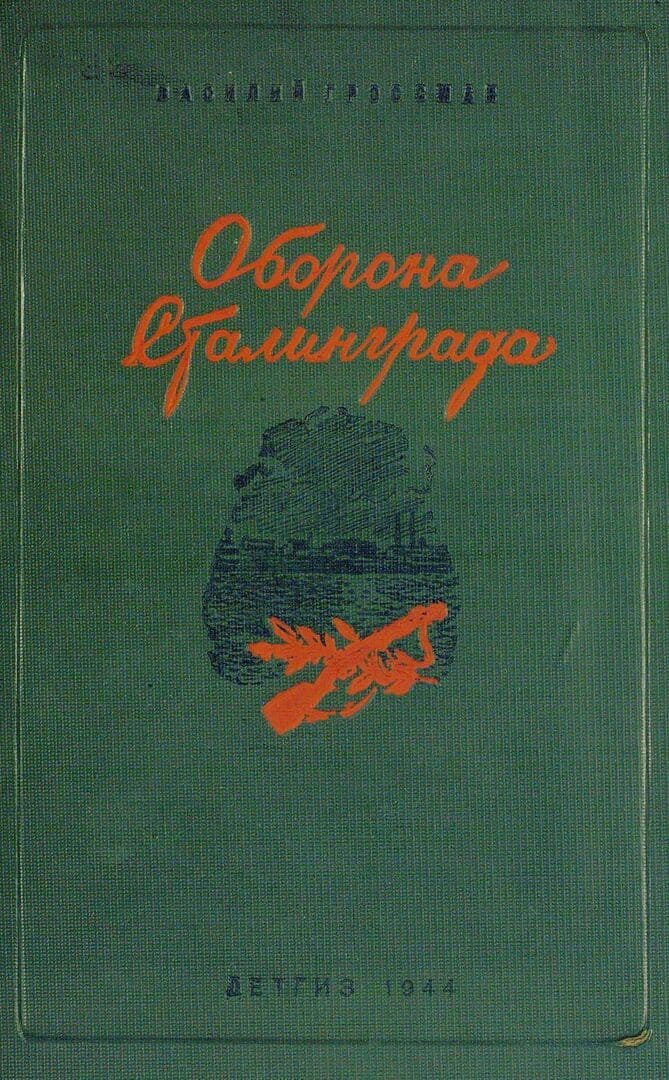 ВАСИЛИЙ ГРОССМАН
Оборона
Сталинграда
ДЕТГИЗ 1944